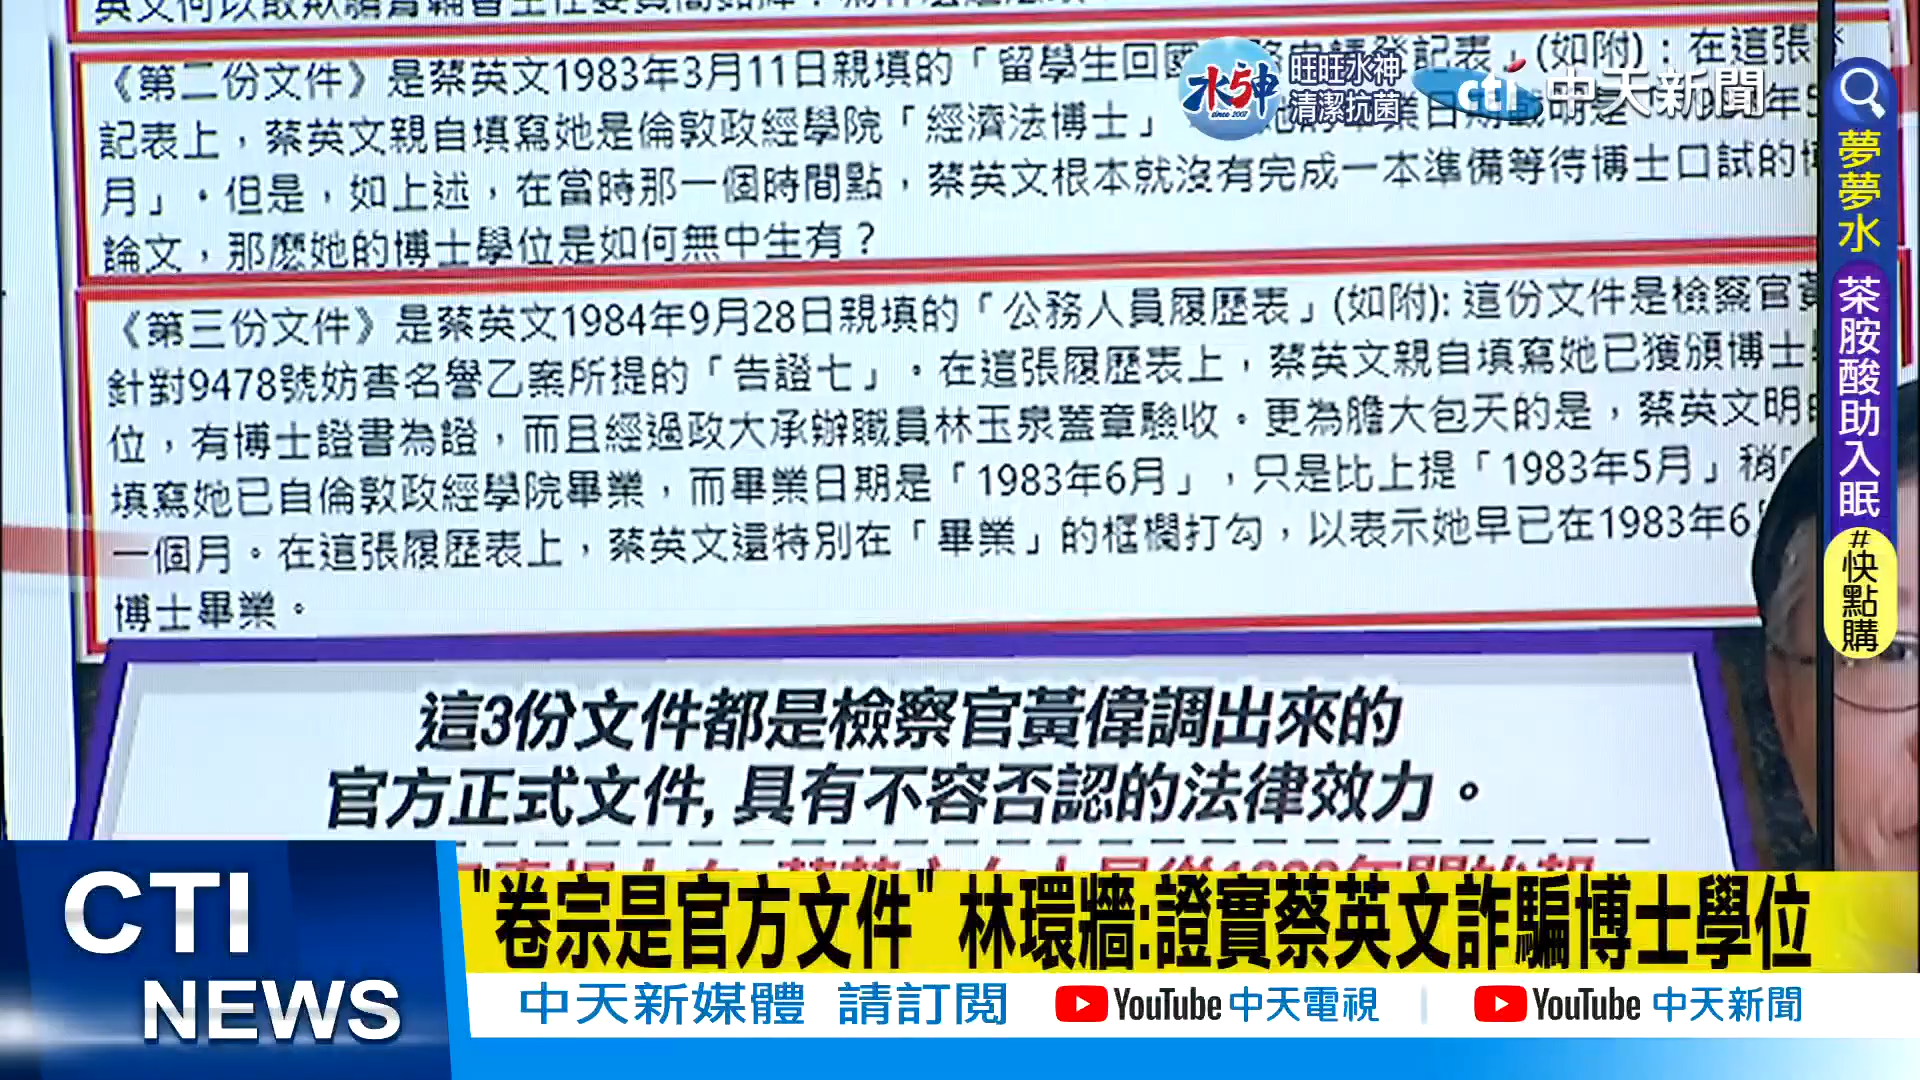 《第二份文件》是蔡英文1983年3月11日親填的「留學生回國 登記表」(如附)：在這張
記表上，蔡英文親自填寫她是倫敦政經學院「經濟法博士」
月」。但是，如上述，在當時那一個時間點，蔡英文根本就沒有完成一本準備等待博士口試的博
論文，那麼她的博士學位是如何無中生有？
《第三份文件》是蔡英文1984年9月28日親填的「公務人員履歷表」(如附): 這份文件是檢察官黃
針對9478號妨害名譽乙案所提的「告證七」。在這張履歷表上，蔡英文親自填寫她已獲頒博士
位，有博士證書為證，而且經過政大承辦職員林玉泉蓋章驗收。更為膽大包天的是，蔡英文明
填寫她已自倫敦政經學院畢業，而畢業日期是「1983年6月」，只是比上提「1983年5月」稍
一個月。在這張履歷表上，蔡英文還特別在「畢業」的框欄打勾，以表示她早已在1983年6
博士畢業。
這3份文件都是檢察官黃偉調出來的
官方正式文件,具有不容否認的法律效力。
水神
since 2007
旺旺水神
清潔抗菌
cti 中天新聞
夢夢水
茶胺酸助入眠
#快點購
CTI
NEWS
"卷宗是官方文件" 林環牆:證實蔡英文詐騙博士學位
中天新媒體 請訂閱 YouTube 中天電視 | YouTube 中天新聞